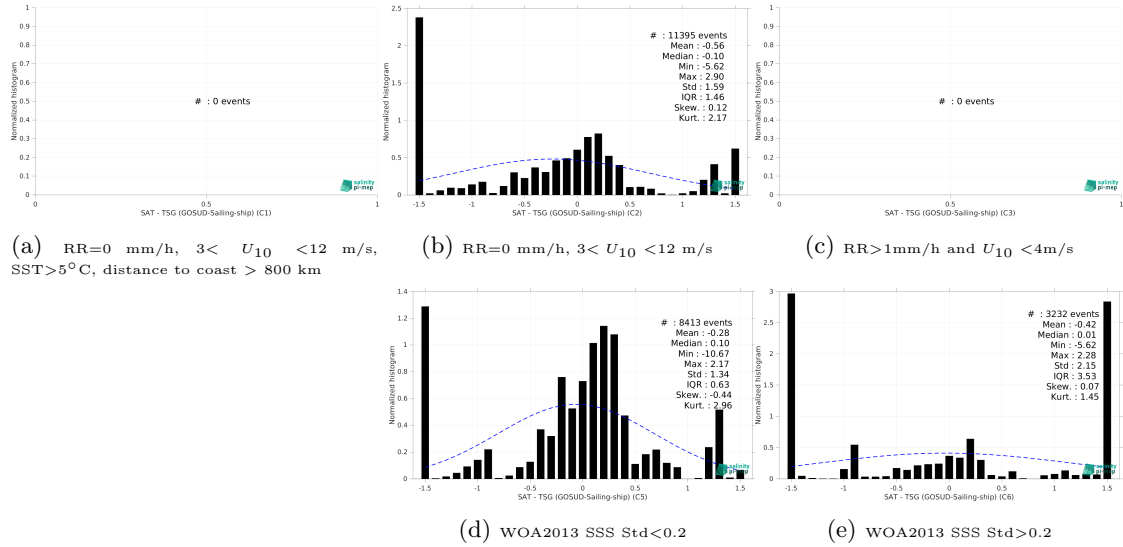 1
0.9
0.8
0.7
0.6
0.5
0.4
0.3
0.2
0.1
0
0
0.5
1
Normalized histogram
# : 0 events
salinity
pi-mep
SAT - TSG (GOSUD-Sailing-ship) (C1)
(a) RR=0 mm/h, 3< U10 <12 m/s,
SST>5°C, distance to coast > 800 km
2.5
2
1.5
1
0.5
0
-1.5
-1
-0.5
0
0.5
1
1.5
Normalized histogram
# : 11395 events
Mean : -0.56
Median : -0.10
Min : -5.62
Max : 2.90
Std : 1.59
IQR : 1.46
Skew. : 0.12
Kurt. : 2.17
salinity
pi-mep
SAT - TSG (GOSUD-Sailing-ship) (C2)
(b) RR=0 mm/h, 3< U10 <12 m/s
1
0.9
0.8
0.7
0.6
0.5
0.4
0.3
0.2
0.1
0
0
0.5
1
Normalized histogram
# : 0 events
salinity
pi-mep
SAT - TSG (GOSUD-Sailing-ship) (C3)
(c) RR>1mm/h and U10 <4m/s
1.4
1.2
1
0.8
0.6
0.4
0.2
0
-1.5
-1
-0.5
0
0.5
1
1.5
Normalized histogram
# : 8413 events
Mean : -0.28
Median : 0.10
Min : -10.67
Max : 2.17
Std : 1.34
IQR : 0.63
Skew. : -0.44
Kurt. : 2.96
salinity
pi-mep
SAT - TSG (GOSUD-Sailing-ship) (C5)
(d) WOA2013 SSS Std<0.2
3
2.5
2
1.5
1
0.5
0
-1.5
-1
-0.5
0
0.5
1
1.5
Normalized histogram
# : 3232 events
Mean : -0.42
Median : 0.01
Min : -5.62
Max : 2.28
Std : 2.15
IQR : 3.53
Skew. : 0.07
Kurt. : 1.45
salinity
pi-mep
SAT - TSG (GOSUD-Sailing-ship) (C6)
(e) WOA2013 SSS Std>0.2